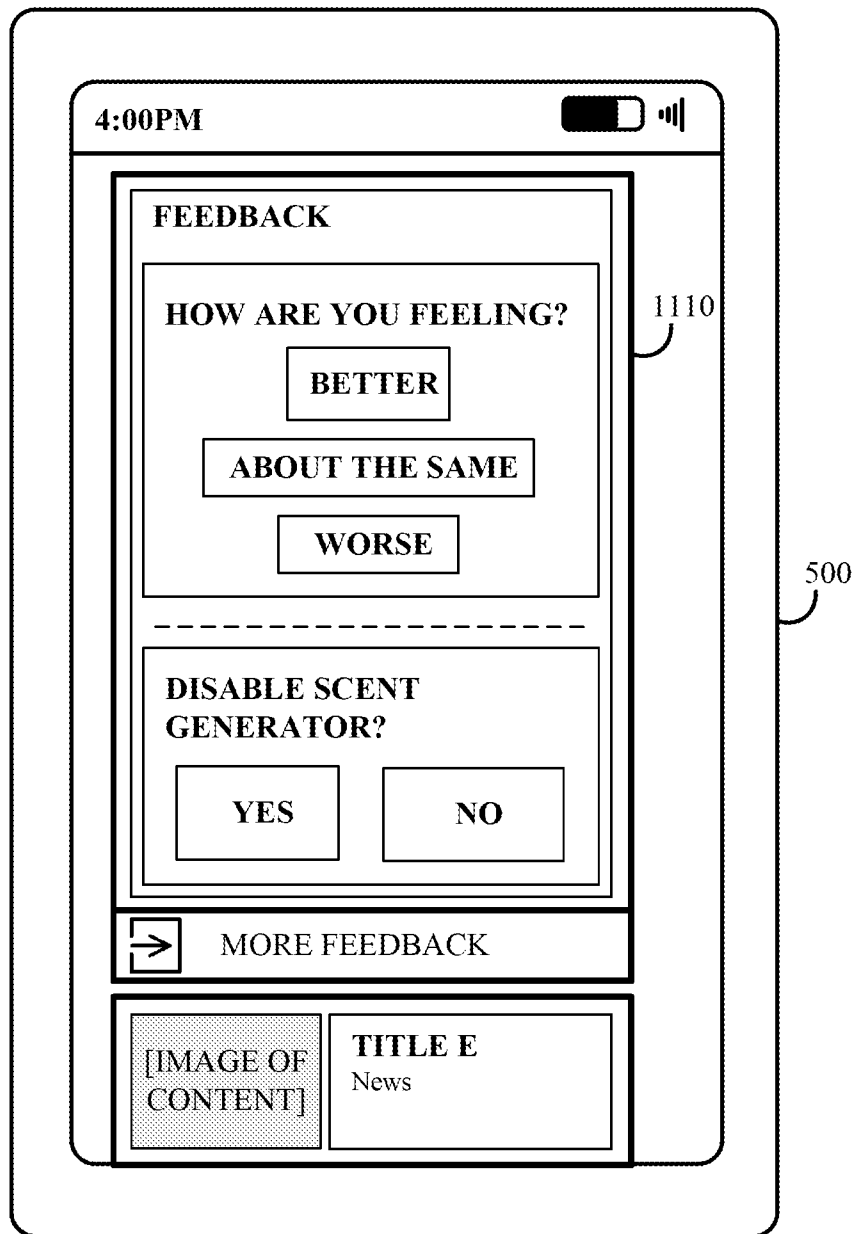 4:00PM
FEEDBACK
HOW ARE YOU FEELING?
1110
BETTER
ABOUT THE SAME
WORSE
500
DISABLE SCENT
GENERATOR?
YES
NO
MORE FEEDBACK
[IMAGE OF
CONTENT]
TITLE E
News